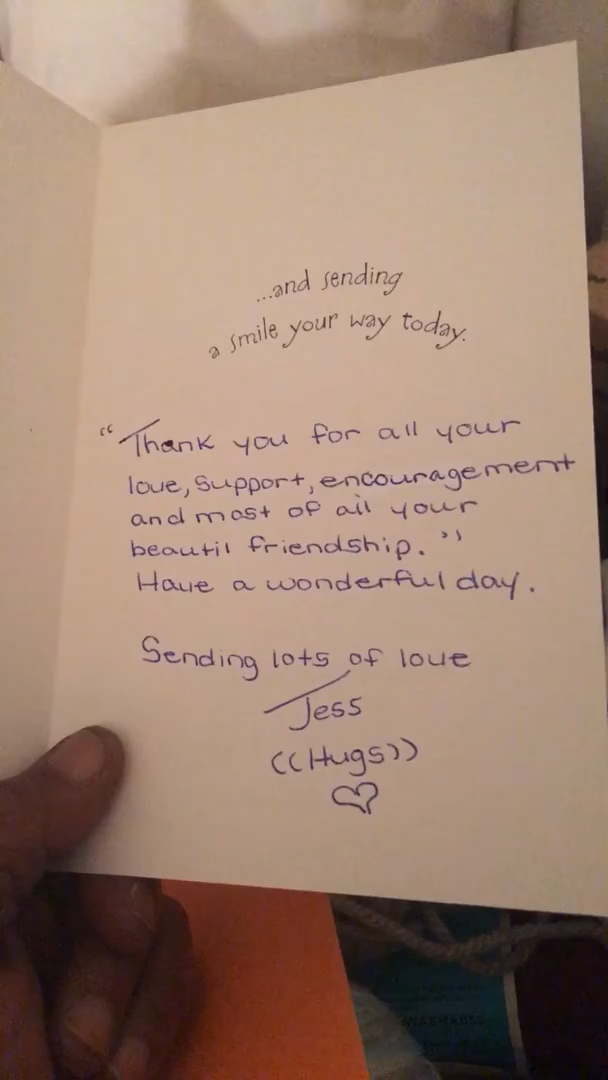 ...and sending
a smile your way today.
“ Thank you for all your
love, support, encouragement
and most of all your
beautil friendship. ”
Have a wonderful day.
Sending lots of love
Jess
((Hugs))